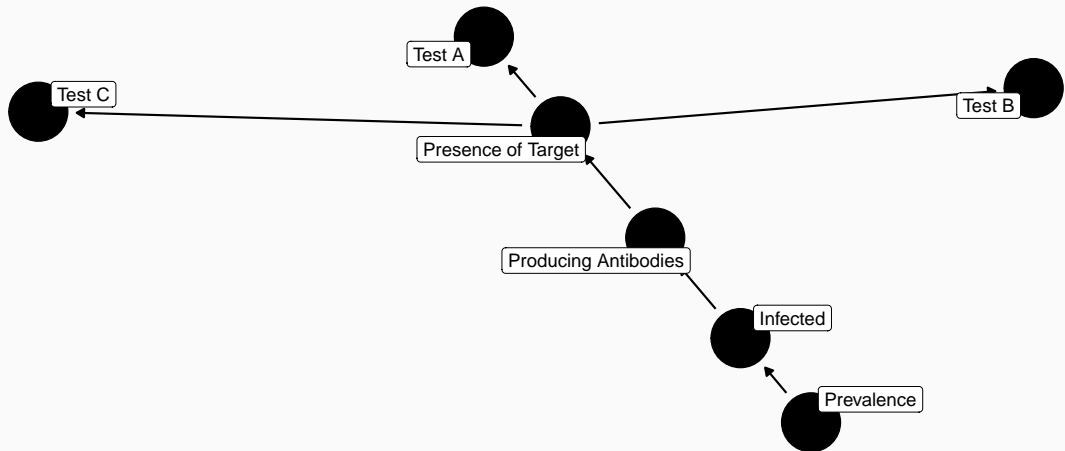 Test A
Test C
Test B
Presence of Target
Producing Antibodies
Infected
Prevalence